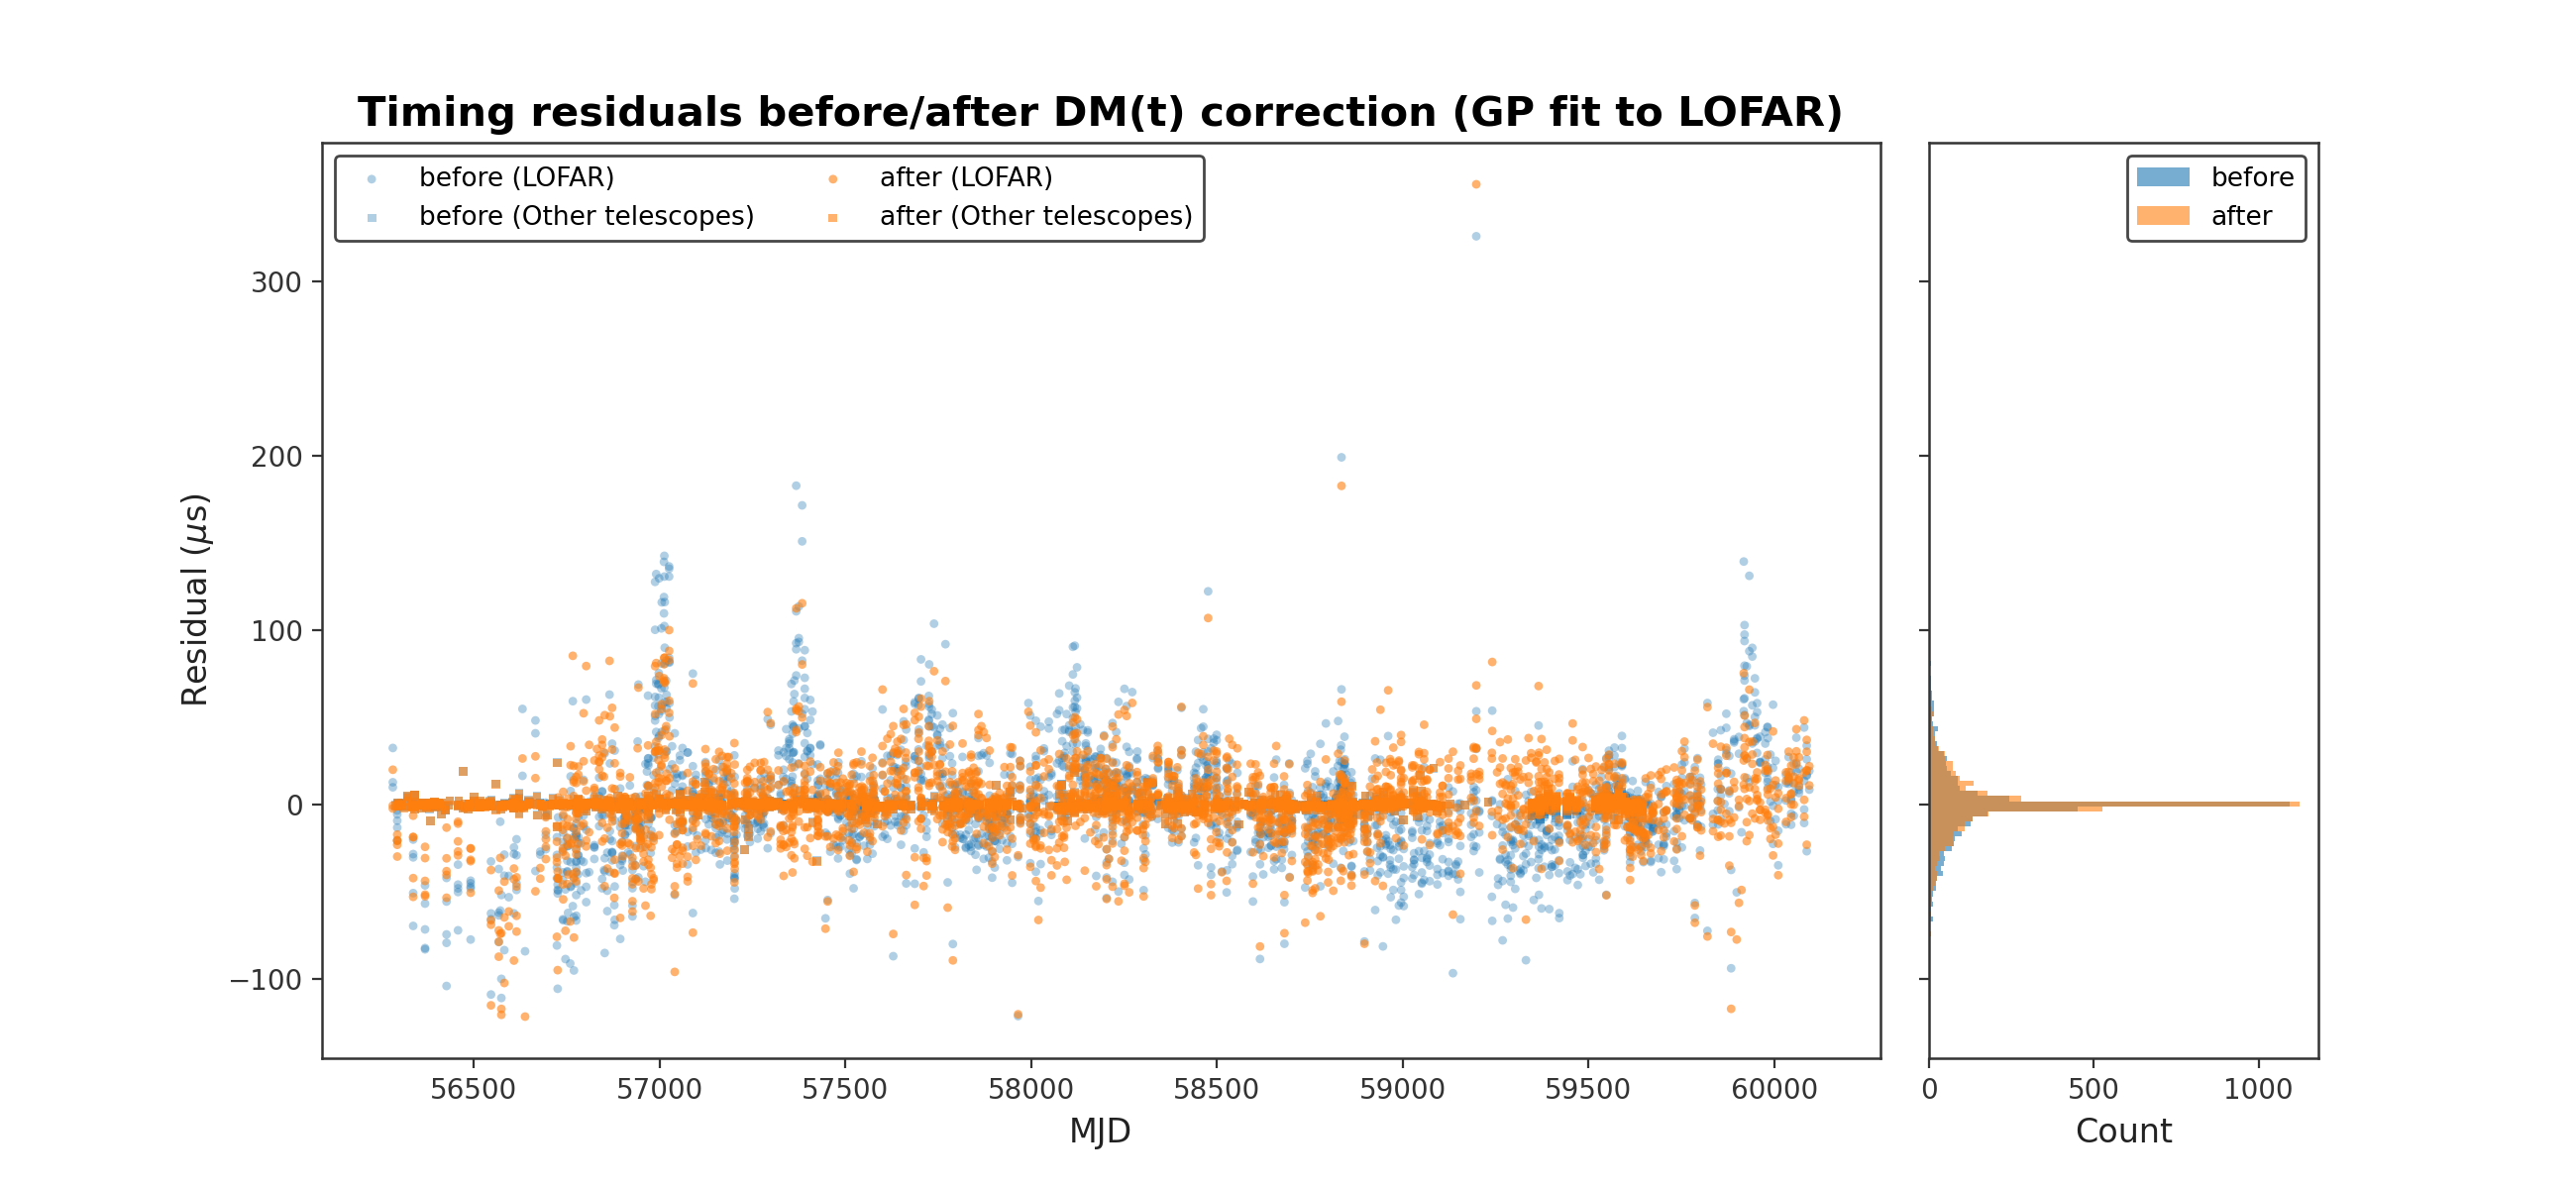 Timing residuals before/after DM(t) correction (GP fit to LOFAR)
before (LOFAR)
before (Other telescopes)
after (LOFAR)
after (Other telescopes)
before
after
Residual (μs)
300
200
100
0
−100
56500
57000
57500
58000
58500
59000
59500
60000
MJD
0
500
1000
Count